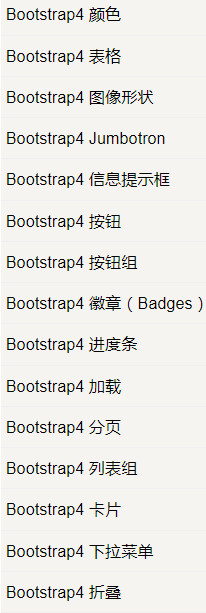 Bootstrap4 颜色
Bootstrap4 表格
Bootstrap4 图像形状
Bootstrap4 Jumbotron
Bootstrap4 信息提示框
Bootstrap4 按钮
Bootstrap4 按钮组
Bootstrap4 徽章（Badges）
Bootstrap4 进度条
Bootstrap4 加载
Bootstrap4 分页
Bootstrap4 列表组
Bootstrap4 卡片
Bootstrap4 下拉菜单
Bootstrap4 折叠